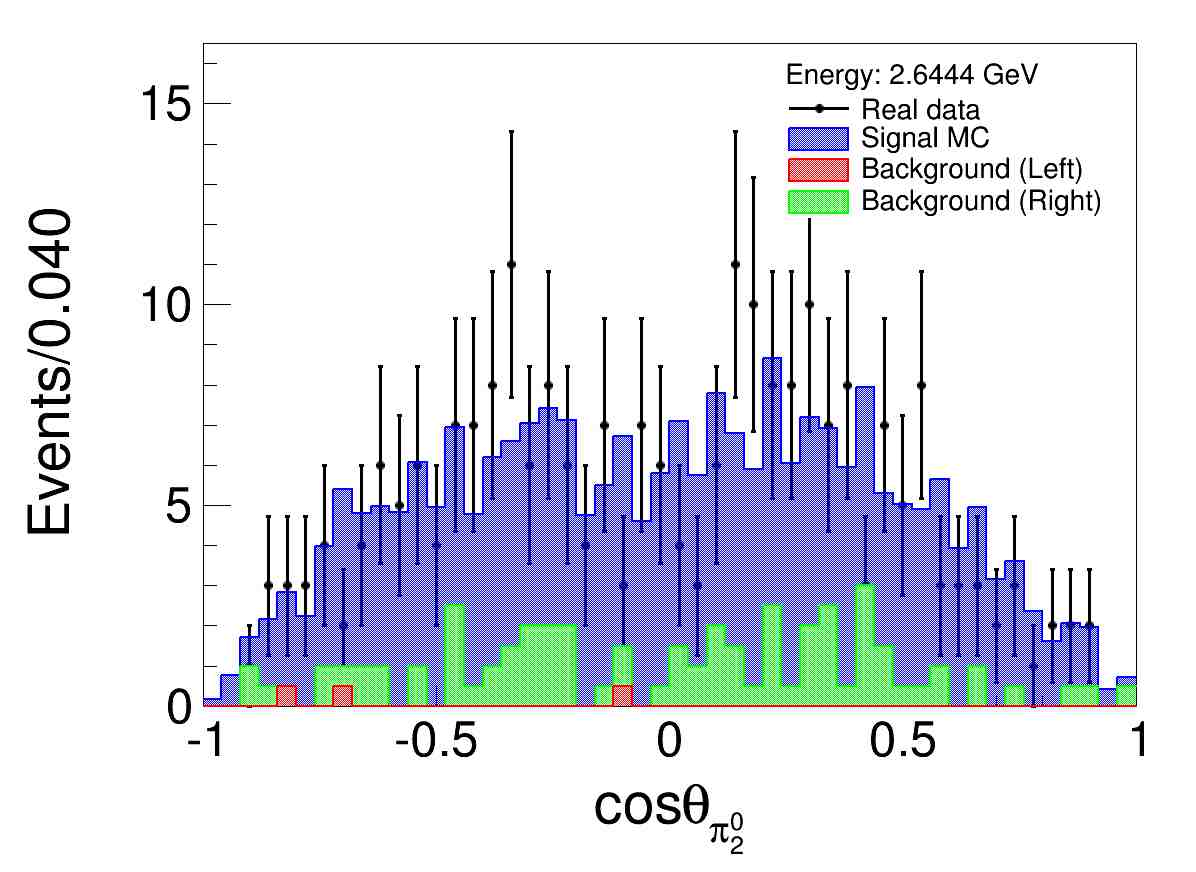 Energy: 2.6444 GeV
Real data
Signal MC
Background (Left)
Background (Right)
Events/0.040
15
10
5
0
-1 -0.5 0 0.5 1
cosθπ⁰₂